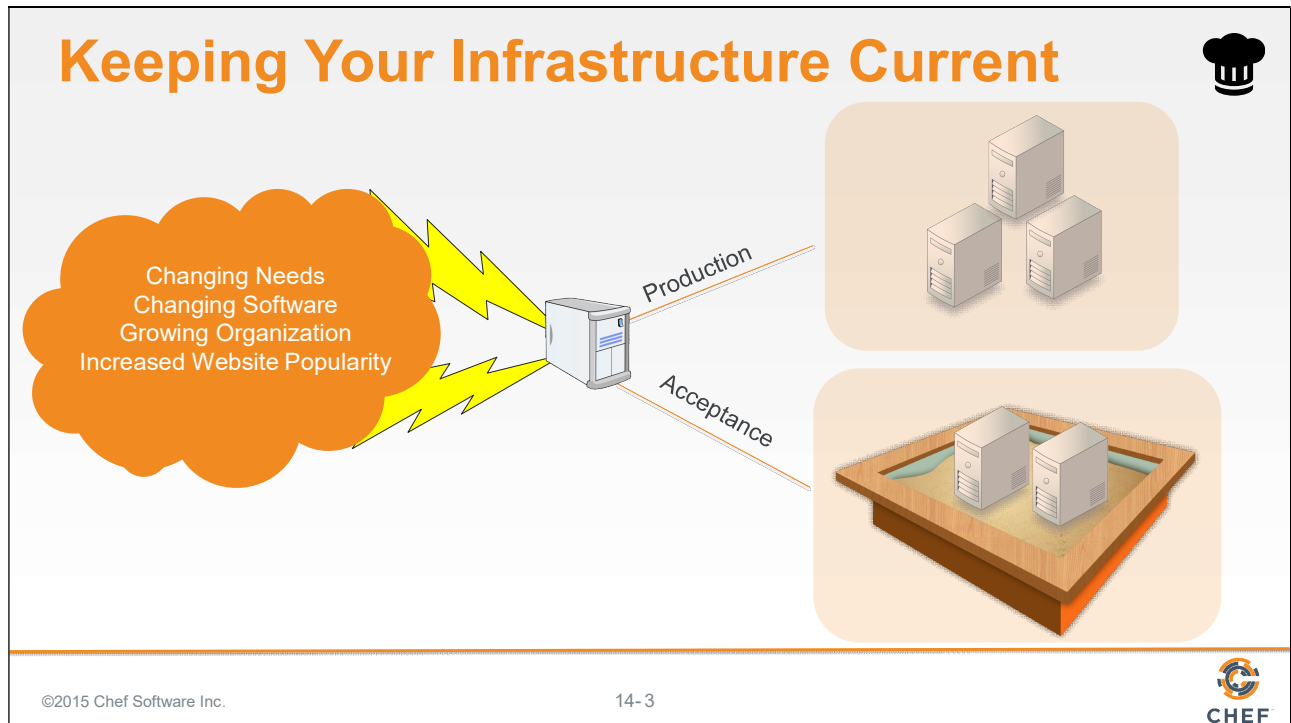 Keeping Your Infrastructure Current
Changing Needs
Changing Software
Growing Organization
Increased Website Popularity
Production
Acceptance
©2015 Chef Software Inc.
14- 3
CHEF